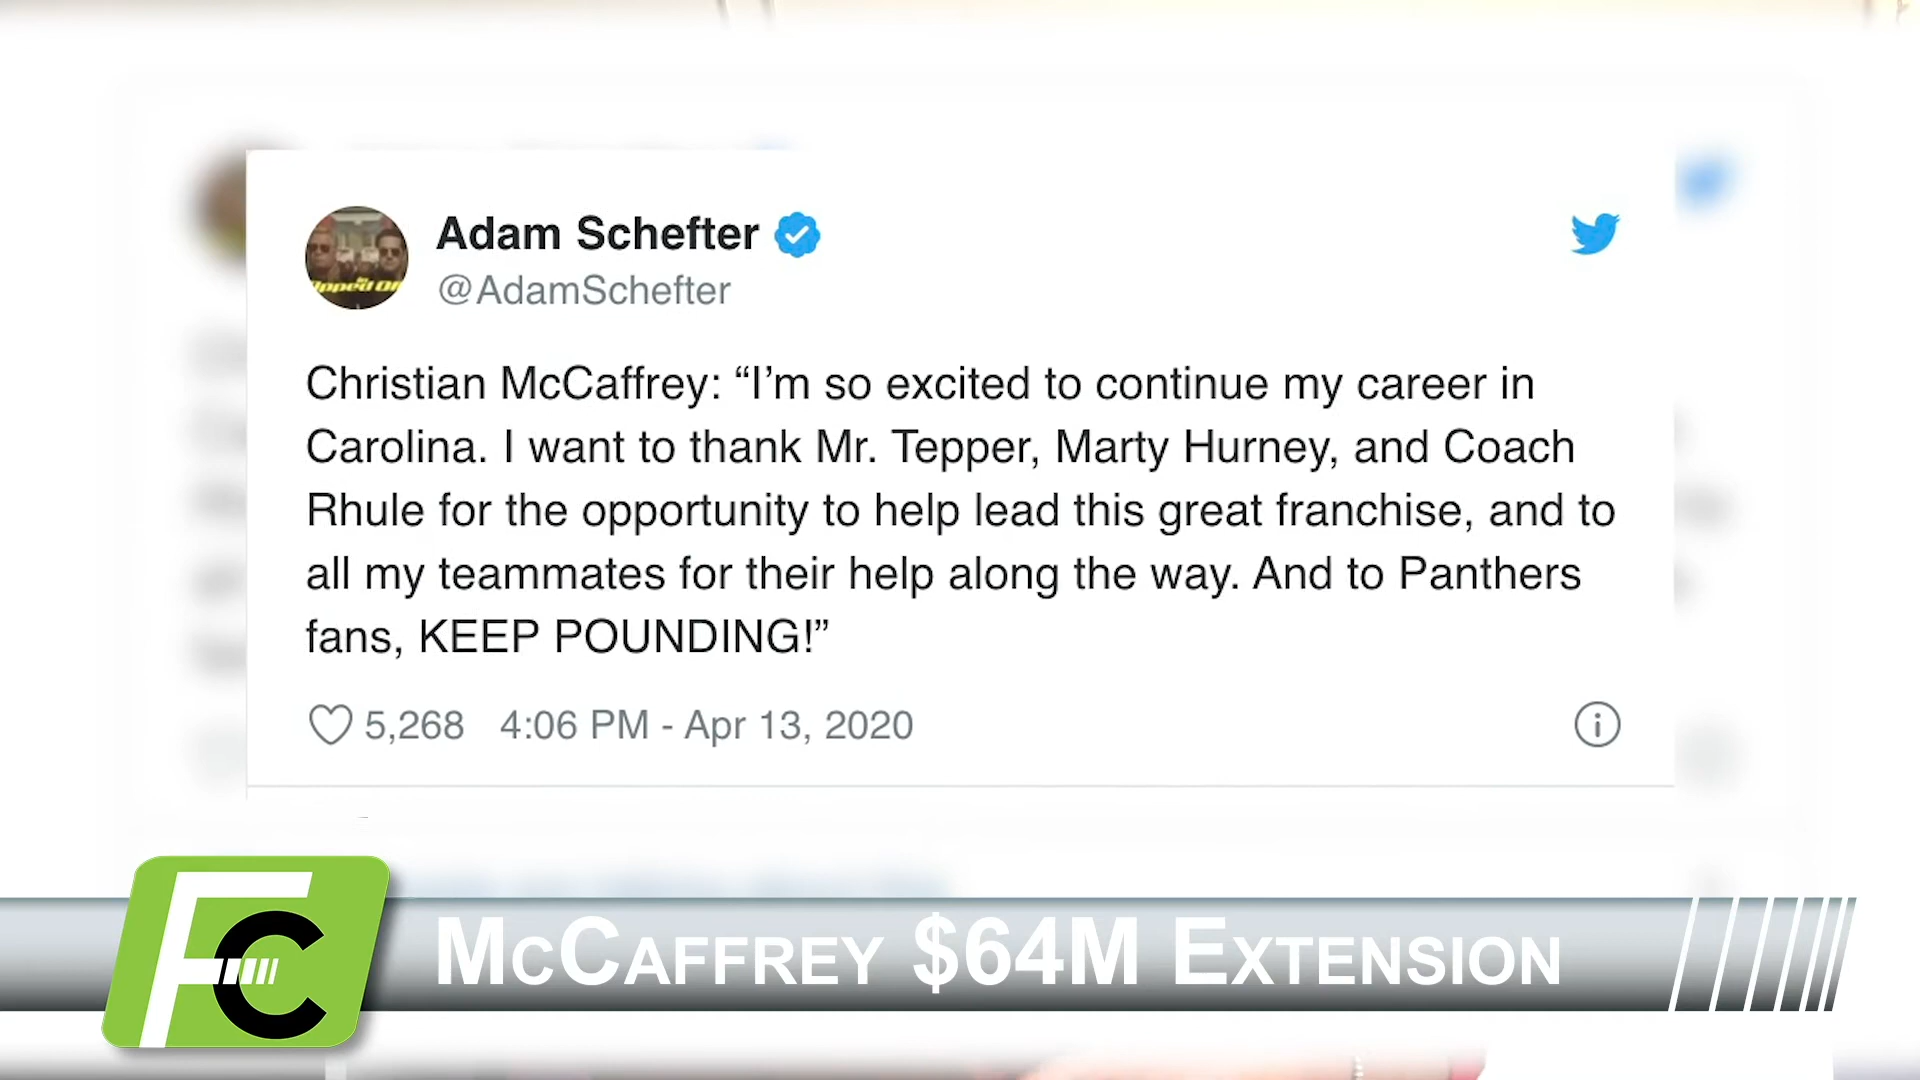 Adam Schefter
@AdamSchefter
Christian McCaffrey: “I’m so excited to continue my career in
Carolina. I want to thank Mr. Tepper, Marty Hurney, and Coach
Rhule for the opportunity to help lead this great franchise, and to
all my teammates for their help along the way. And to Panthers
fans, KEEP POUNDING!”
5,268 4:06 PM - Apr 13, 2020
FC
McCaffrey $64M Extension